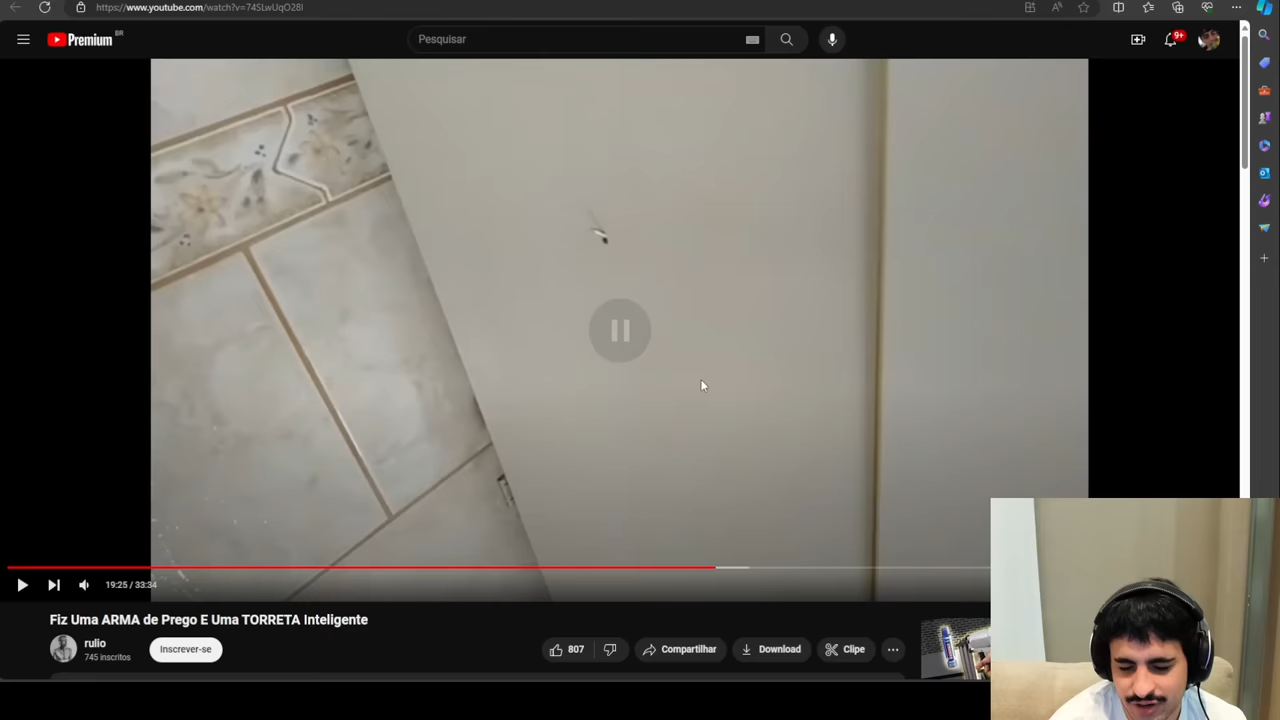 https://www.youtube.com/watch?v=74SLwUqO28I
Premium BR
Pesquisar
9+
19:25 / 33:34
Fiz Uma ARMA de Prego E Uma TORRETA Inteligente
rulio
745 inscritos
Inscrever-se
807
Compartilhar
Download
Clipe